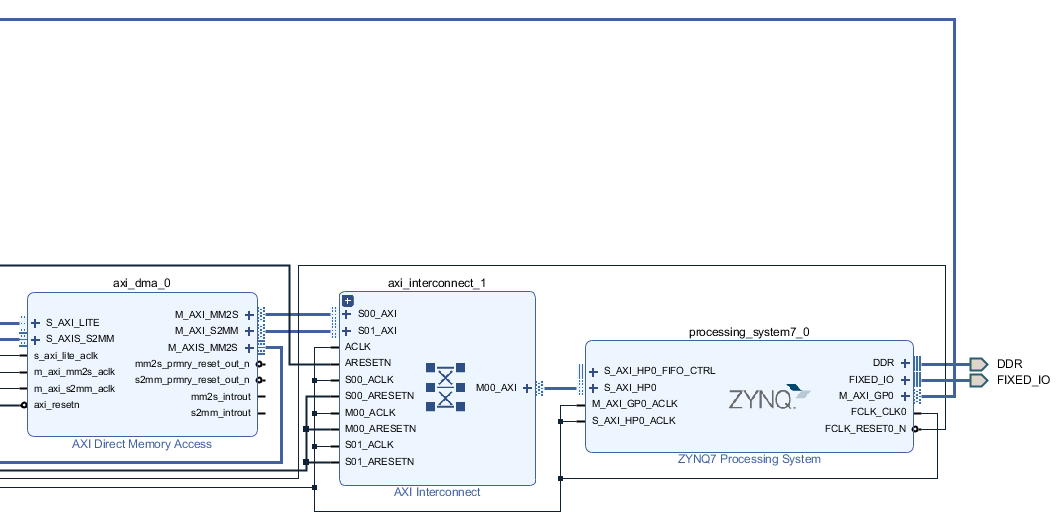 axi_dma_0
S_AXI_LITE
S_AXIS_S2MM
s_axi_lite_aclk
m_axi_mm2s_aclk
m_axi_s2mm_aclk
axi_resetn
M_AXI_MM2S
M_AXI_S2MM
M_AXIS_MM2S
mm2s_prmry_reset_out_n
s2mm_prmry_reset_out_n
mm2s_introut
s2mm_introut
AXI Direct Memory Access
axi_interconnect_1
S00_AXI
S01_AXI
ACLK
ARESETN
S00_ACLK
S00_ARESETN
M00_ACLK
M00_ARESETN
S01_ACLK
S01_ARESETN
M00_AXI
AXI Interconnect
processing_system7_0
S_AXI_HP0_FIFO_CTRL
S_AXI_HP0
M_AXI_GP0_ACLK
S_AXI_HP0_ACLK
ZYNQ.
DDR
FIXED_IO
M_AXI_GP0
FCLK_CLK0
FCLK_RESET0_N
ZYNQ7 Processing System
DDR
FIXED_IO